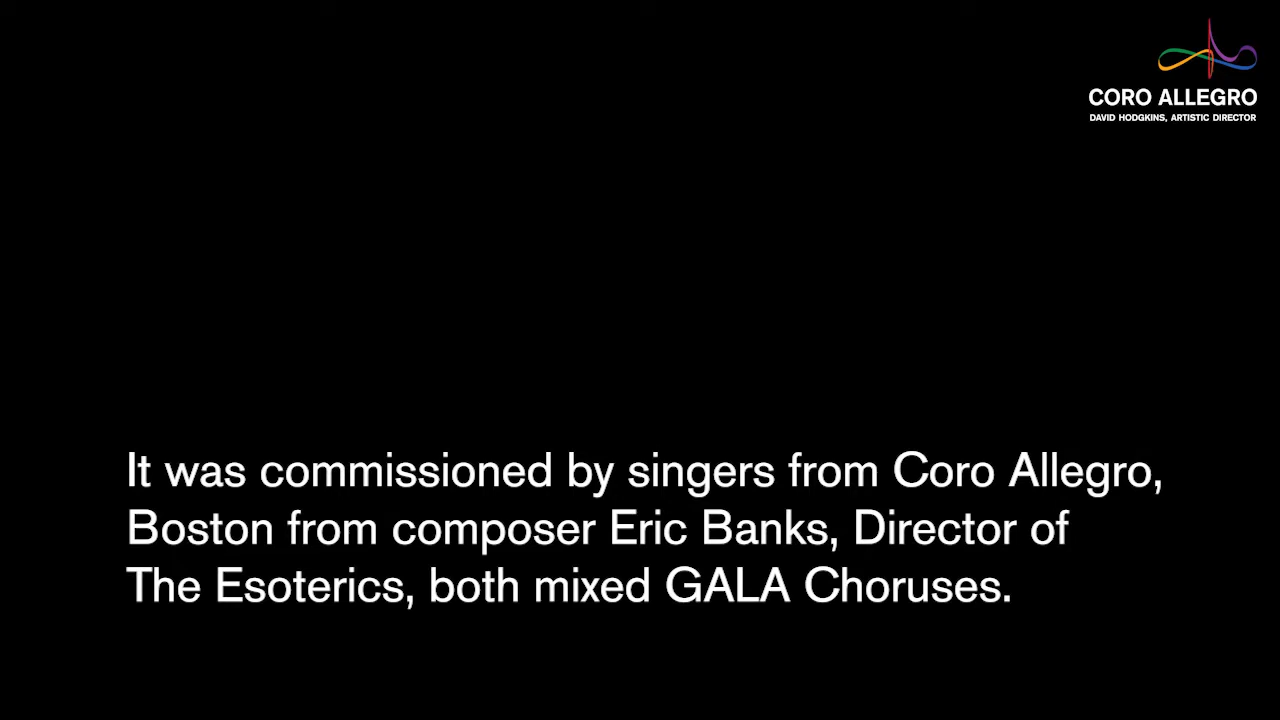 CORO ALLEGRO
DAVID HODGKINS, ARTISTIC DIRECTOR
It was commissioned by singers from Coro Allegro,
Boston from composer Eric Banks, Director of
The Esoterics, both mixed GALA Choruses.